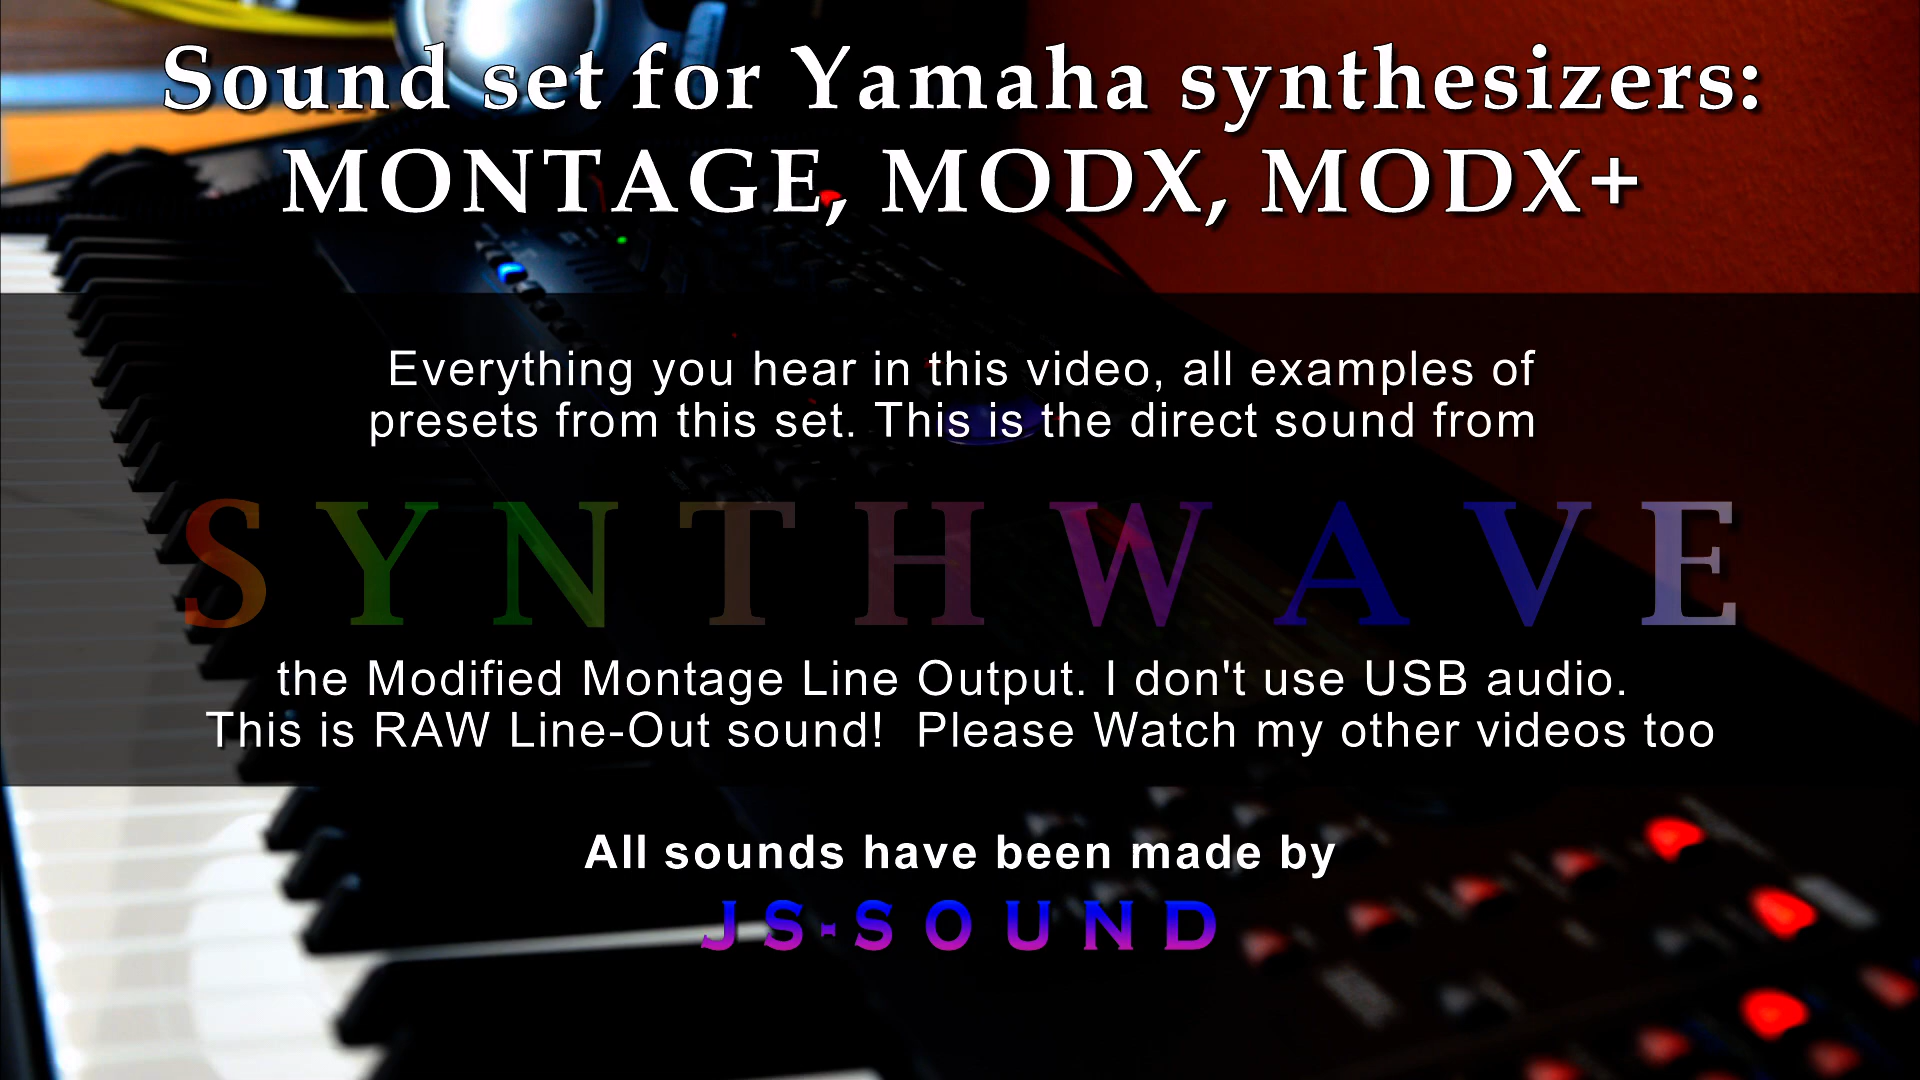 Sound set for Yamaha synthesizers:
MONTAGE, MODX, MODX+
Everything you hear in this video, all examples of
presets from this set. This is the direct sound from
SYNTHWAVE
the Modified Montage Line Output. I don't use USB audio.
This is RAW Line-Out sound!  Please Watch my other videos too
All sounds have been made by
JS-SOUND